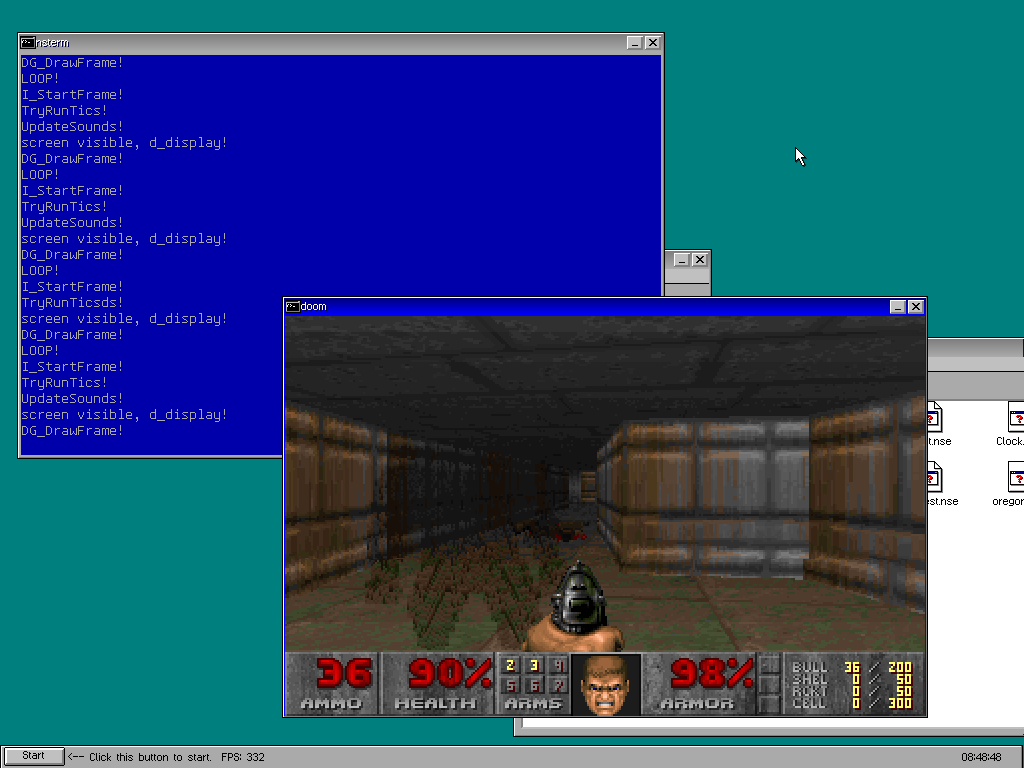 nsterm
DG_DrawFrame!
LOOP!
I_StartFrame!
TryRunTics!
UpdateSounds!
screen visible, d_display!
DG_DrawFrame!
LOOP!
I_StartFrame!
TryRunTics!
UpdateSounds!
screen visible, d_display!
DG_DrawFrame!
LOOP!
I_StartFrame!
TryRunTicsds!
screen visible, d_display!
DG_DrawFrame!
LOOP!
I_StartFrame!
TryRunTics!
UpdateSounds!
screen visible, d_display!
DG_DrawFrame!
doom
36 90% 2 3 4 98%
5 6 7
AMMO HEALTH ARMS ARMOR
BULL 36 / 200
SHEL 0 / 50
RCKT 0 / 50
CELL 0 / 300
t.nse Clock.
est.nse oregon
Start <-- Click this button to start. FPS: 332 08:48:48